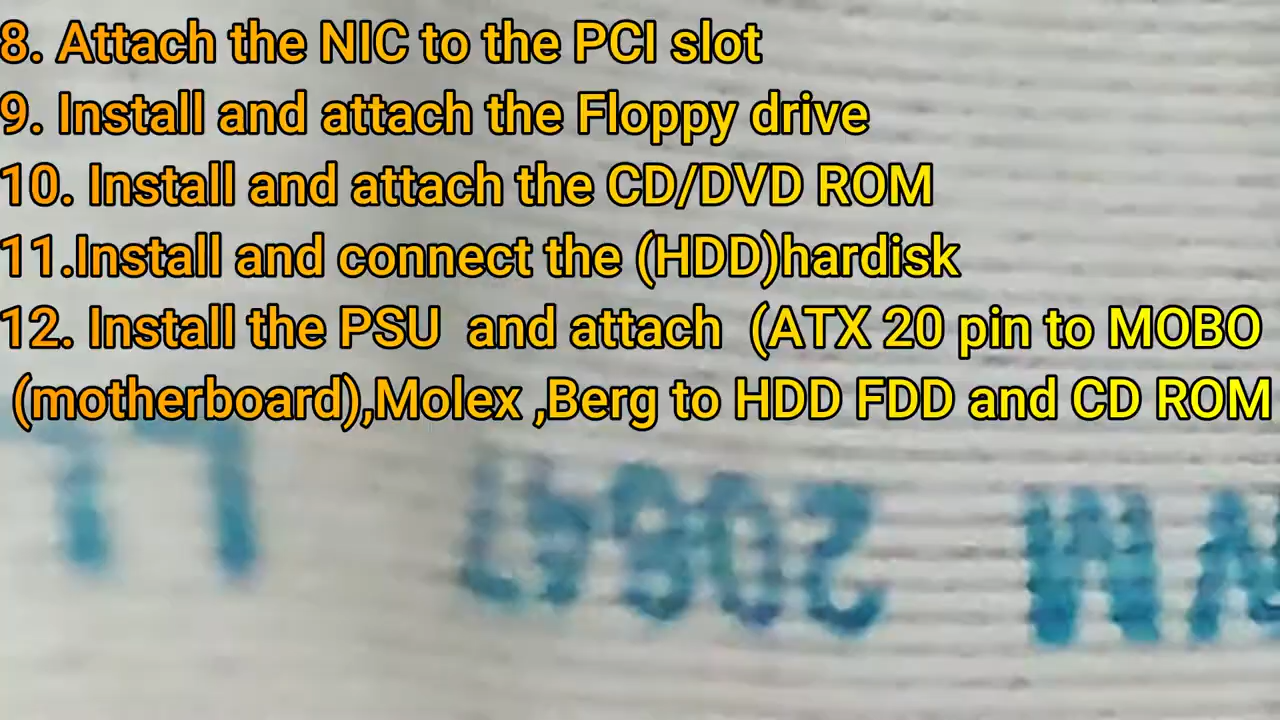 8. Attach the NIC to the PCI slot
9. Install and attach the Floppy drive
10. Install and attach the CD/DVD ROM
11.Install and connect the (HDD)hardisk
12. Install the PSU and attach (ATX 20 pin to MOBO
(motherboard),Molex ,Berg to HDD FDD and CD ROM